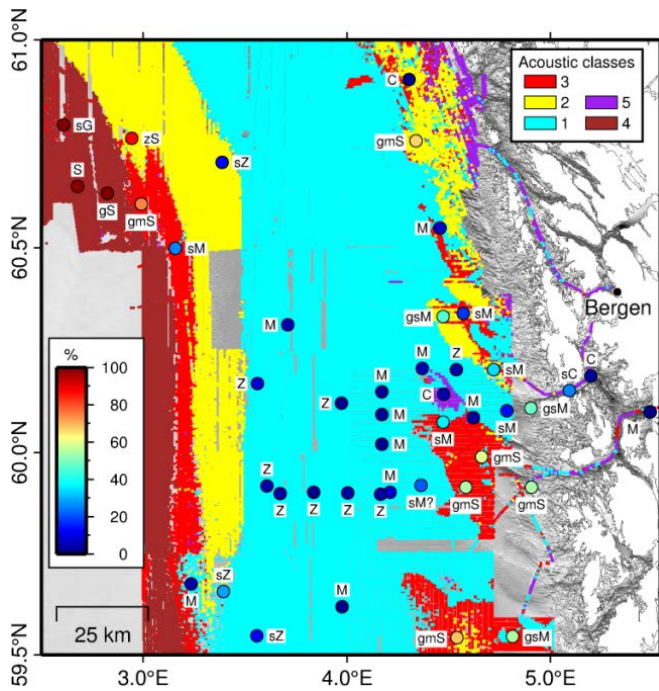 61.0°N
60.5°N
60.0°N
59.5°N
3.0°E
4.0°E
5.0°E
Acoustic classes
3
2
5
1
4
C
sG
zS
gmS
sZ
S
gS
gmS
M
sM
Bergen
M
gsM
sM
%
100
80
60
40
20
0
M
Z
sM
C
sC
Z
M
C
gsM
Z
M
sM
M
sM
M
M
gmS
Z
M
Z
Z
Z
Z
sM?
gmS
gmS
sZ
M
M
25 km
sZ
gmS
gsM